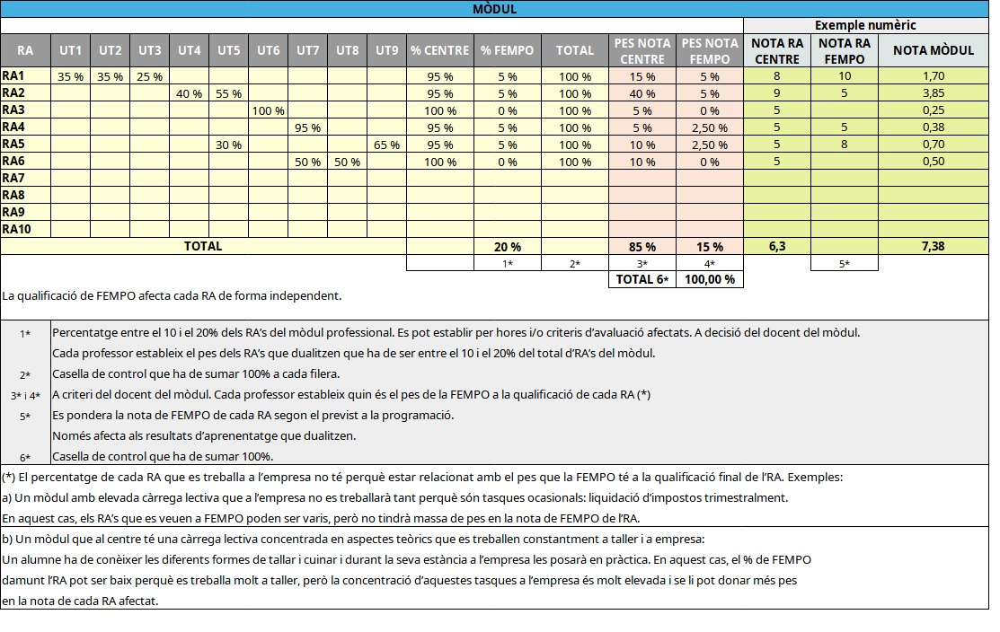 MÒDUL
Exemple numèric
RA UT1 UT2 UT3 UT4 UT5 UT6 UT7 UT8 UT9 % CENTRE % FEMPO TOTAL PES NOTA CENTRE PES NOTA FEMPO NOTA RA CENTRE NOTA RA FEMPO NOTA MÒDUL
RA1 35 % 35 % 25 % 95 % 5 % 100 % 15 % 5 % 8 10 1,70
RA2 40 % 55 % 95 % 5 % 100 % 40 % 5 % 9 5 3,85
RA3 100 % 100 % 0 % 100 % 5 % 0 % 5 0,25
RA4 95 % 95 % 5 % 100 % 5 % 2,50 % 5 5 0,38
RA5 30 % 65 % 95 % 5 % 100 % 10 % 2,50 % 5 8 0,70
RA6 50 % 50 % 100 % 0 % 100 % 10 % 0 % 5 0,50
RA7
RA8
RA9
RA10
TOTAL 20 % 85 % 15 % 6,3 7,38
1* 2* 3* 4* 5*
TOTAL 6* 100,00 %
La qualificació de FEMPO afecta cada RA de forma independent.
1* Percentatge entre el 10 i el 20% dels RA’s del mòdul professional. Es pot establir per hores i/o criteris d’avaluació afectats. A decisió del docent del mòdul.
Cada professor estableix el pes dels RA’s que dualitzen que ha de ser entre el 10 i el 20% del total d’RA’s del mòdul.
2* Casella de control que ha de sumar 100% a cada filera.
3* i 4* A criteri del docent del mòdul. Cada professor estableix quin és el pes de la FEMPO a la qualificació de cada RA (*)
5* Es pondera la nota de FEMPO de cada RA segon el previst a la programació.
Només afecta als resultats d’aprenentatge que dualitzen.
6* Casella de control que ha de sumar 100%.
(*) El percentatge de cada RA que es treballa a l’empresa no té perquè estar relacionat amb el pes que la FEMPO té a la qualificació final de l’RA. Exemples:
a) Un mòdul amb elevada càrrega lectiva que a l’empresa no es treballarà tant perquè són tasques ocasionals: liquidació d’impostos trimestralment.
En aquest cas, els RA’s que es veuen a FEMPO poden ser varis, però no tindrà massa de pes en la nota de FEMPO de l’RA.
b) Un mòdul que al centre té una càrrega lectiva concentrada en aspectes teòrics que es treballen constantment a taller i a empresa:
Un alumne ha de conèixer les diferents formes de tallar i cuinar i durant la seva estància a l’empresa les posarà en pràctica. En aquest cas, el % de FEMPO
damunt l’RA pot ser baix perquè es treballa molt a taller, però la concentració d’aquestes tasques a l’empresa és molt elevada i se li pot donar més pes
en la nota de cada RA afectat.